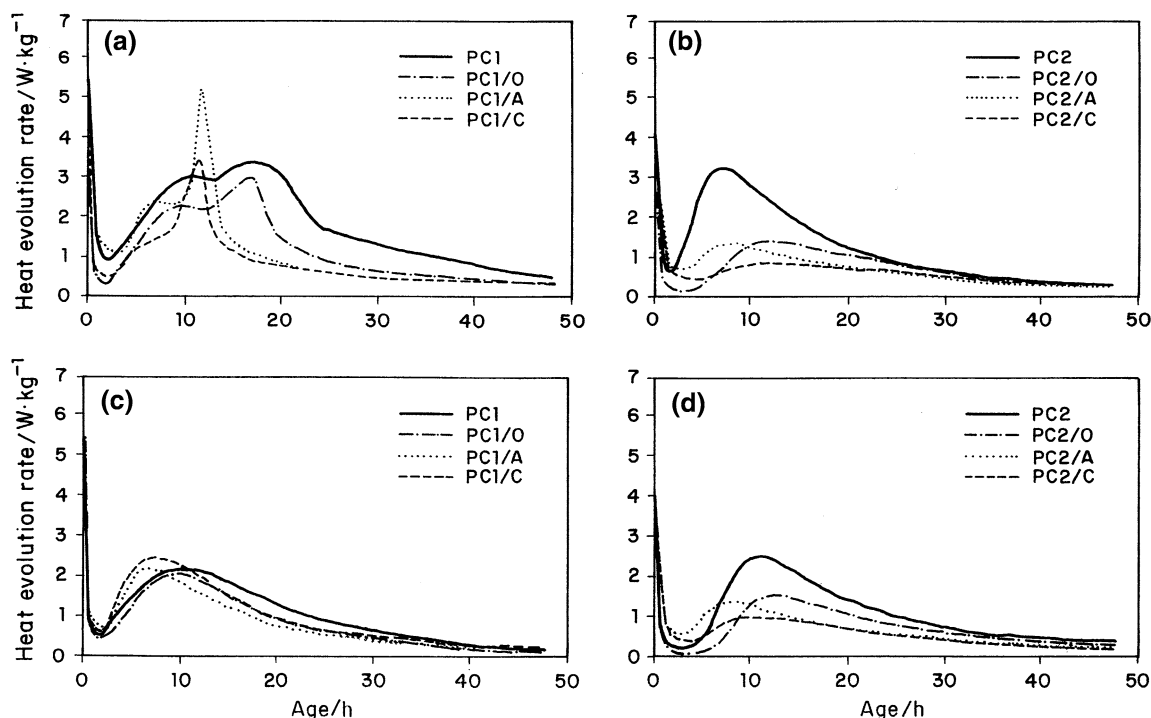 Heat evolution rate/W·kg⁻¹
7
6
5
4
3
2
1
0
(a)
PC1
PC1/O
PC1/A
PC1/C
0 10 20 30 40 50
7
6
5
4
3
2
1
0
(b)
PC2
PC2/O
PC2/A
PC2/C
0 10 20 30 40 50
Heat evolution rate/W·kg⁻¹
7
6
5
4
3
2
1
0
(c)
PC1
PC1/O
PC1/A
PC1/C
0 10 20 30 40 50
Age/h
7
6
5
4
3
2
1
0
(d)
PC2
PC2/O
PC2/A
PC2/C
0 10 20 30 40 50
Age/h